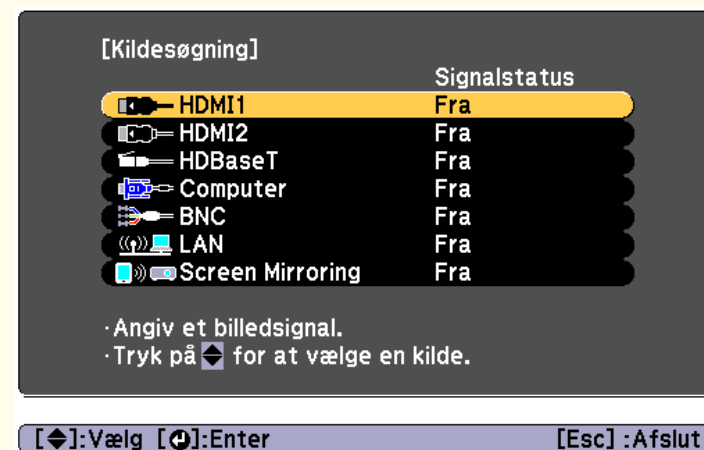 [Kildesøgning]
Signalstatus
HDMI1 Fra
HDMI2 Fra
HDBaseT Fra
Computer Fra
BNC Fra
LAN Fra
Screen Mirroring Fra
·Angiv et billedsignal.
·Tryk på for at vælge en kilde.
[◆]:Vælg [⏎]:Enter [Esc] :Afslut